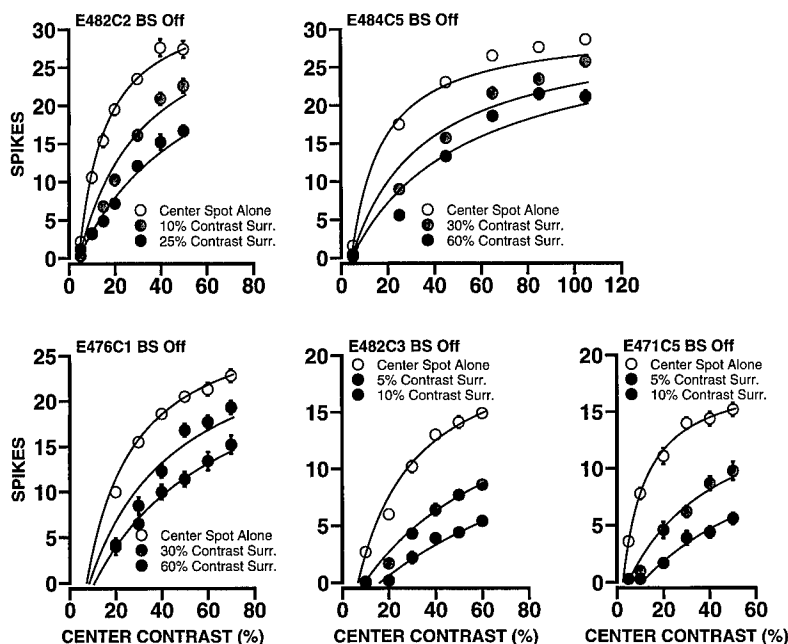 E482C2 BS Off
30
25
20
15
10
5
0
SPIKES
Center Spot Alone
10% Contrast Surr.
25% Contrast Surr.
0 20 40 60 80
E484C5 BS Off
30
25
20
15
10
5
0
Center Spot Alone
30% Contrast Surr.
60% Contrast Surr.
0 20 40 60 80 100 120
E476C1 BS Off
25
20
15
10
5
0
SPIKES
Center Spot Alone
30% Contrast Surr.
60% Contrast Surr.
0 20 40 60 80
CENTER CONTRAST (%)
E482C3 BS Off
Center Spot Alone
5% Contrast Surr.
10% Contrast Surr.
20
15
10
5
0
0 20 40 60 80
CENTER CONTRAST (%)
E471C5 BS Off
Center Spot Alone
5% Contrast Surr.
10% Contrast Surr.
20
15
10
5
0
0 20 40 60
CENTER CONTRAST (%)